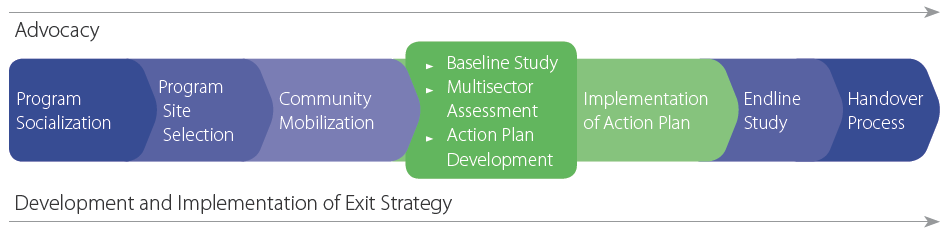 Advocacy
Program
Socialization
Program
Site
Selection
Community
Mobilization
► Baseline Study
► Multisector
Assessment
► Action Plan
Development
Implementation
of Action Plan
Endline
Study
Handover
Process
Development and Implementation of Exit Strategy